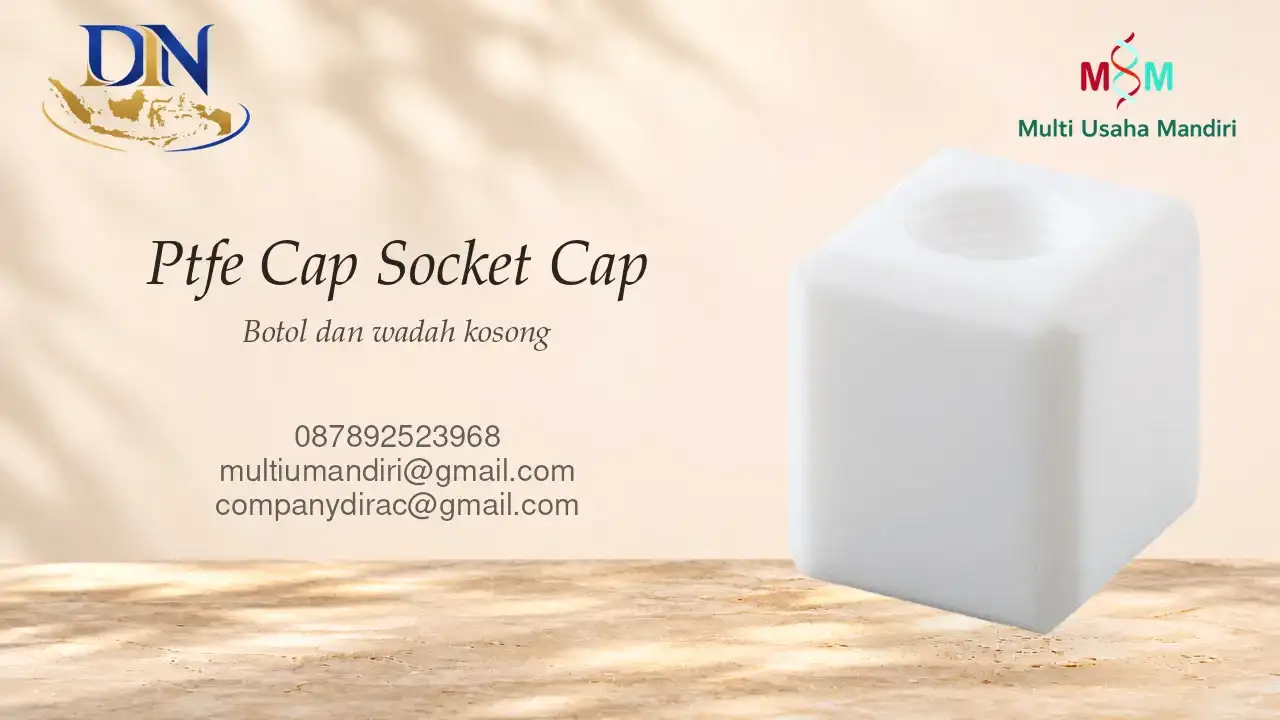 DIN
MSM
Multi Usaha Mandiri
Ptfe Cap Socket Cap
Botol dan wadah kosong
087892523968
multiumandiri@gmail.com
companydirac@gmail.com